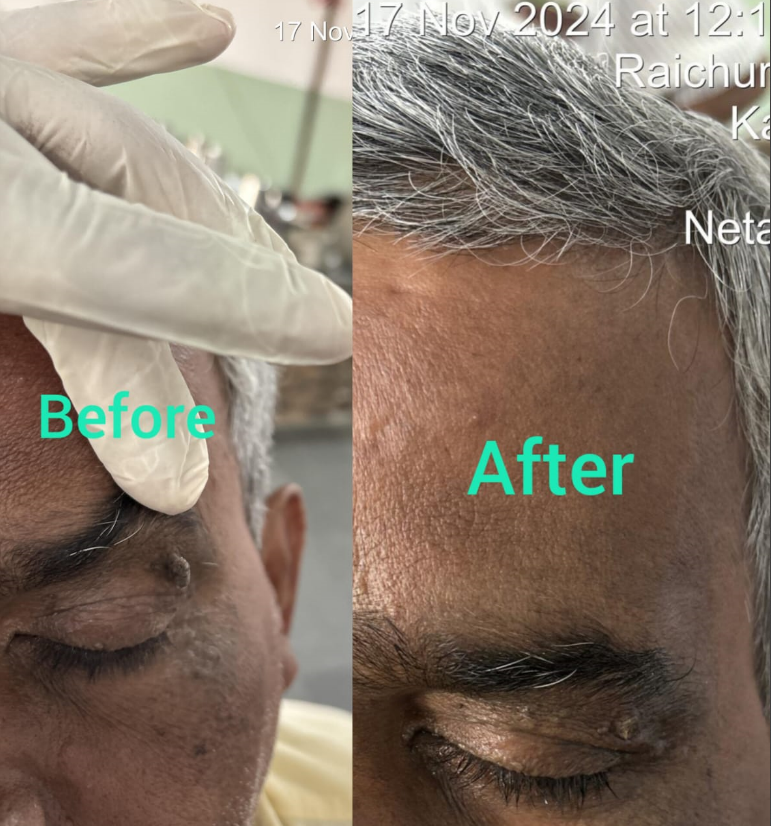 17 Nov
17 Nov 2024 at 12:1
Raichur
Ka
Neta
Before
After